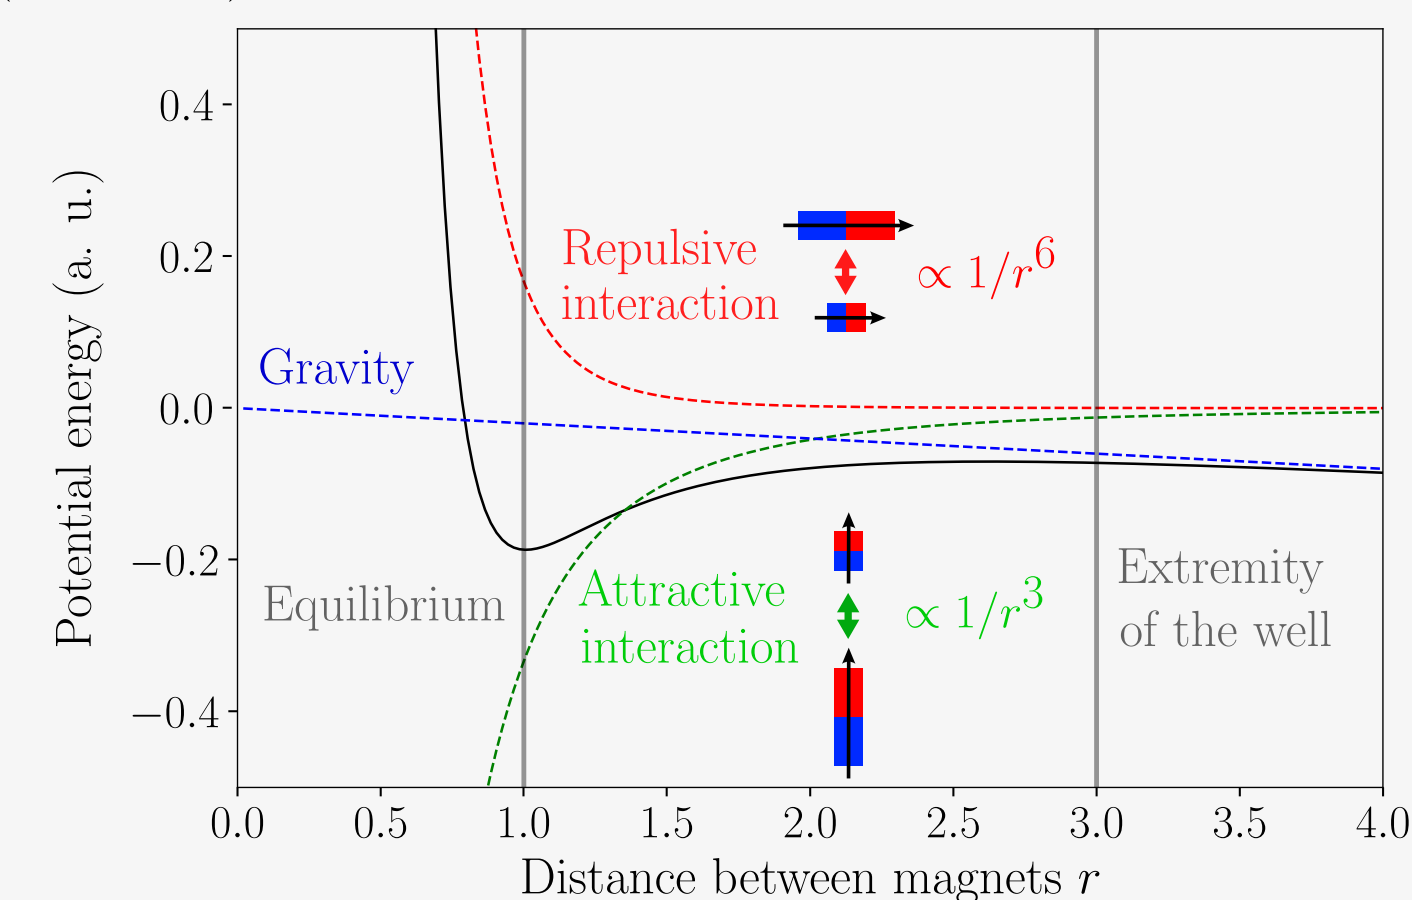 0.4
0.2
0.0
−0.2
−0.4
Potential energy (a. u.)
Repulsive
interaction
∝ 1/r⁶
Gravity
Equilibrium
Attractive
interaction
∝ 1/r³
Extremity
of the well
0.0 0.5 1.0 1.5 2.0 2.5 3.0 3.5 4.0
Distance between magnets r